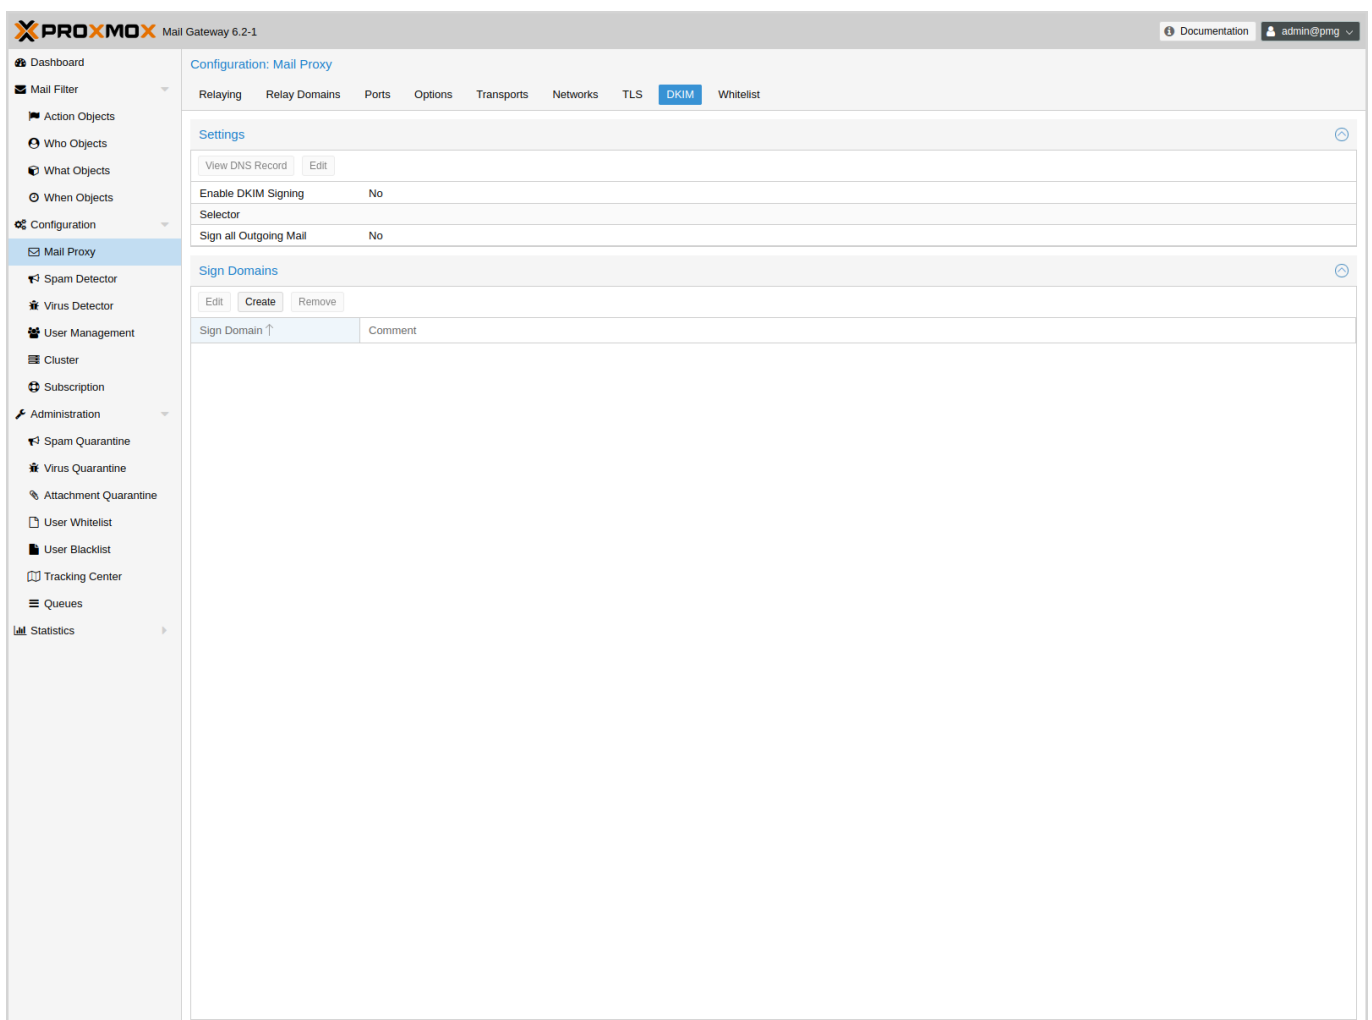 PROXMOX Mail Gateway 6.2-1 Documentation admin@pmg
Dashboard
Mail Filter
Action Objects
Who Objects
What Objects
When Objects
Configuration
Mail Proxy
Spam Detector
Virus Detector
User Management
Cluster
Subscription
Administration
Spam Quarantine
Virus Quarantine
Attachment Quarantine
User Whitelist
User Blacklist
Tracking Center
Queues
Statistics
Configuration: Mail Proxy
Relaying Relay Domains Ports Options Transports Networks TLS DKIM Whitelist
Settings
View DNS Record Edit
Enable DKIM Signing No
Selector
Sign all Outgoing Mail No
Sign Domains
Edit Create Remove
Sign Domain Comment